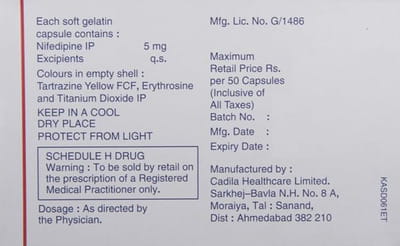 Each soft gelatin
capsule contains :
Nifedipine IP 5 mg
Excipients q.s.
Colours in empty shell :
Tartrazine Yellow FCF, Erythrosine
and Titanium Dioxide IP
KEEP IN A COOL
DRY PLACE
PROTECT FROM LIGHT
SCHEDULE H DRUG
Warning : To be sold by retail on
the prescription of a Registered
Medical Practitioner only.
Dosage : As directed by
the Physician.
Mfg. Lic. No. G/1486
Maximum
Retail Price Rs.
per 50 Capsules
(Inclusive of
All Taxes)
Batch No. :
Mfg. Date :
Expiry Date :
Manufactured by :
Cadila Healthcare Limited.
Sarkhej–Bavla N.H. No. 8 A,
Moraiya, Tal : Sanand,
Dist : Ahmedabad 382 210
KASD061ET